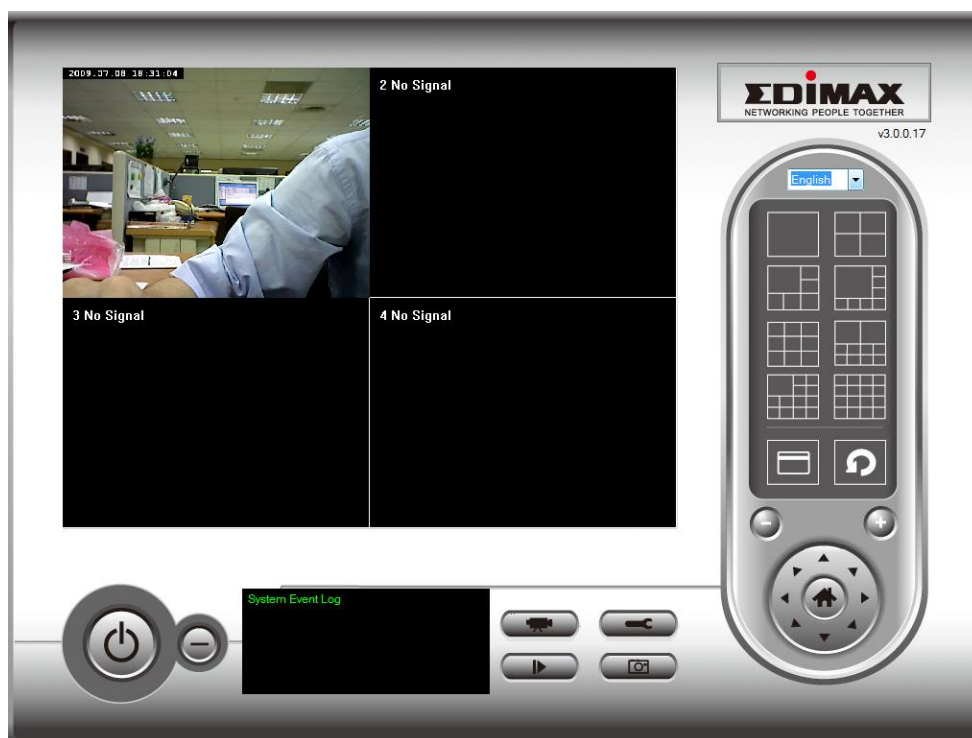 2009.07.08 18:31:04
2 No Signal
3 No Signal
4 No Signal
EDIMAX
NETWORKING PEOPLE TOGETHER
v3.0.0.17
English
System Event Log